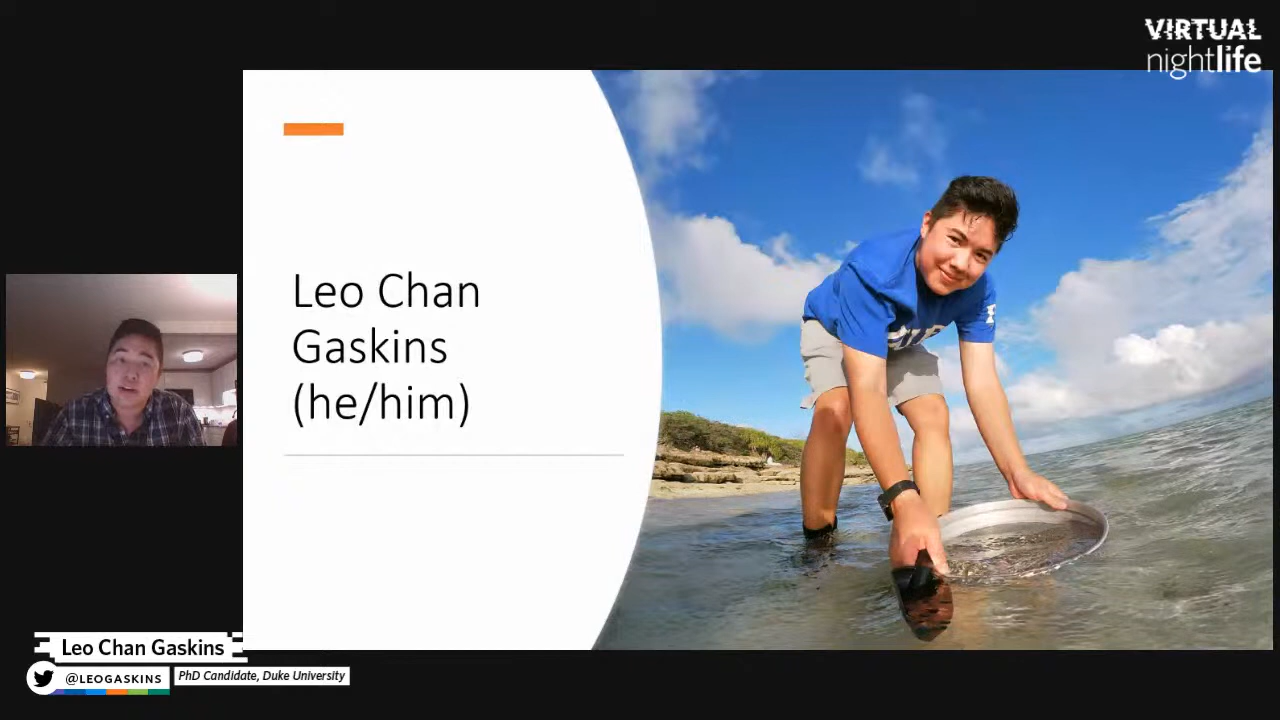 VIRTUAL
nightlife
Leo Chan
Gaskins
(he/him)
Leo Chan Gaskins
@LEOGASKINS
PhD Candidate, Duke University